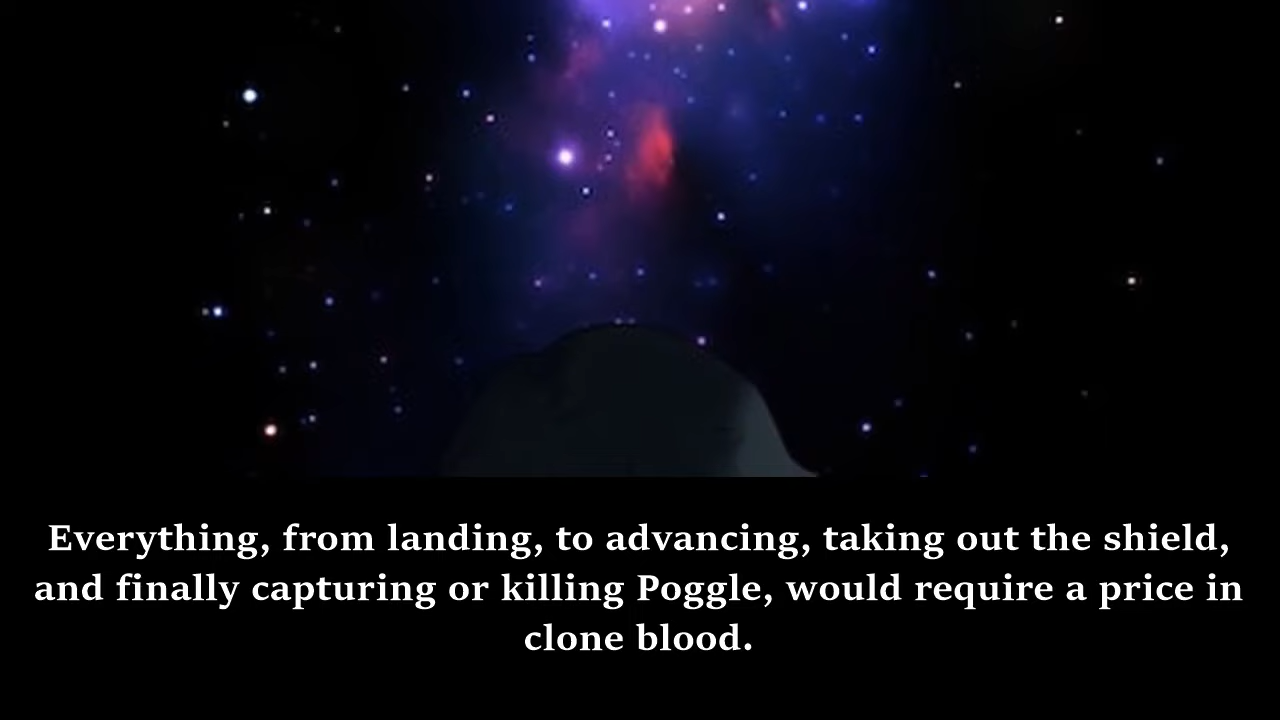 Everything, from landing, to advancing, taking out the shield,
and finally capturing or killing Poggle, would require a price in
clone blood.